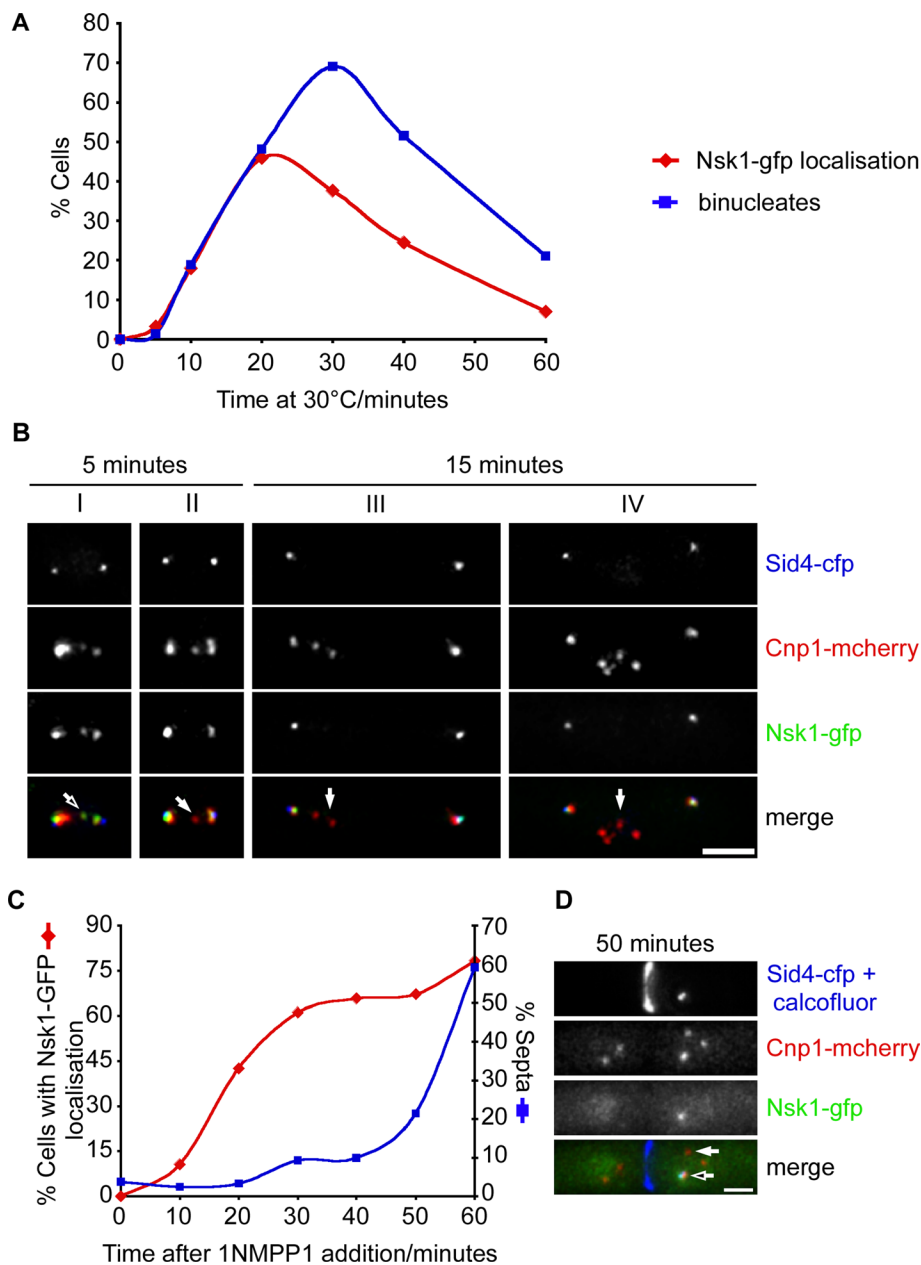 A
% Cells
80
70
60
50
40
30
20
10
0
0 10 20 30 40 50 60
Time at 30°C/minutes
Nsk1-gfp localisation
binucleates
B
5 minutes 15 minutes
I II III IV
Sid4-cfp
Cnp1-mcherry
Nsk1-gfp
merge
C
% Cells with Nsk1-GFP
localisation
90
75
60
45
30
15
0
70
60
50
40
30
20
10
0
% Septa
0 10 20 30 40 50 60
Time after 1NMPP1 addition/minutes
D
50 minutes
Sid4-cfp +
calcofluor
Cnp1-mcherry
Nsk1-gfp
merge